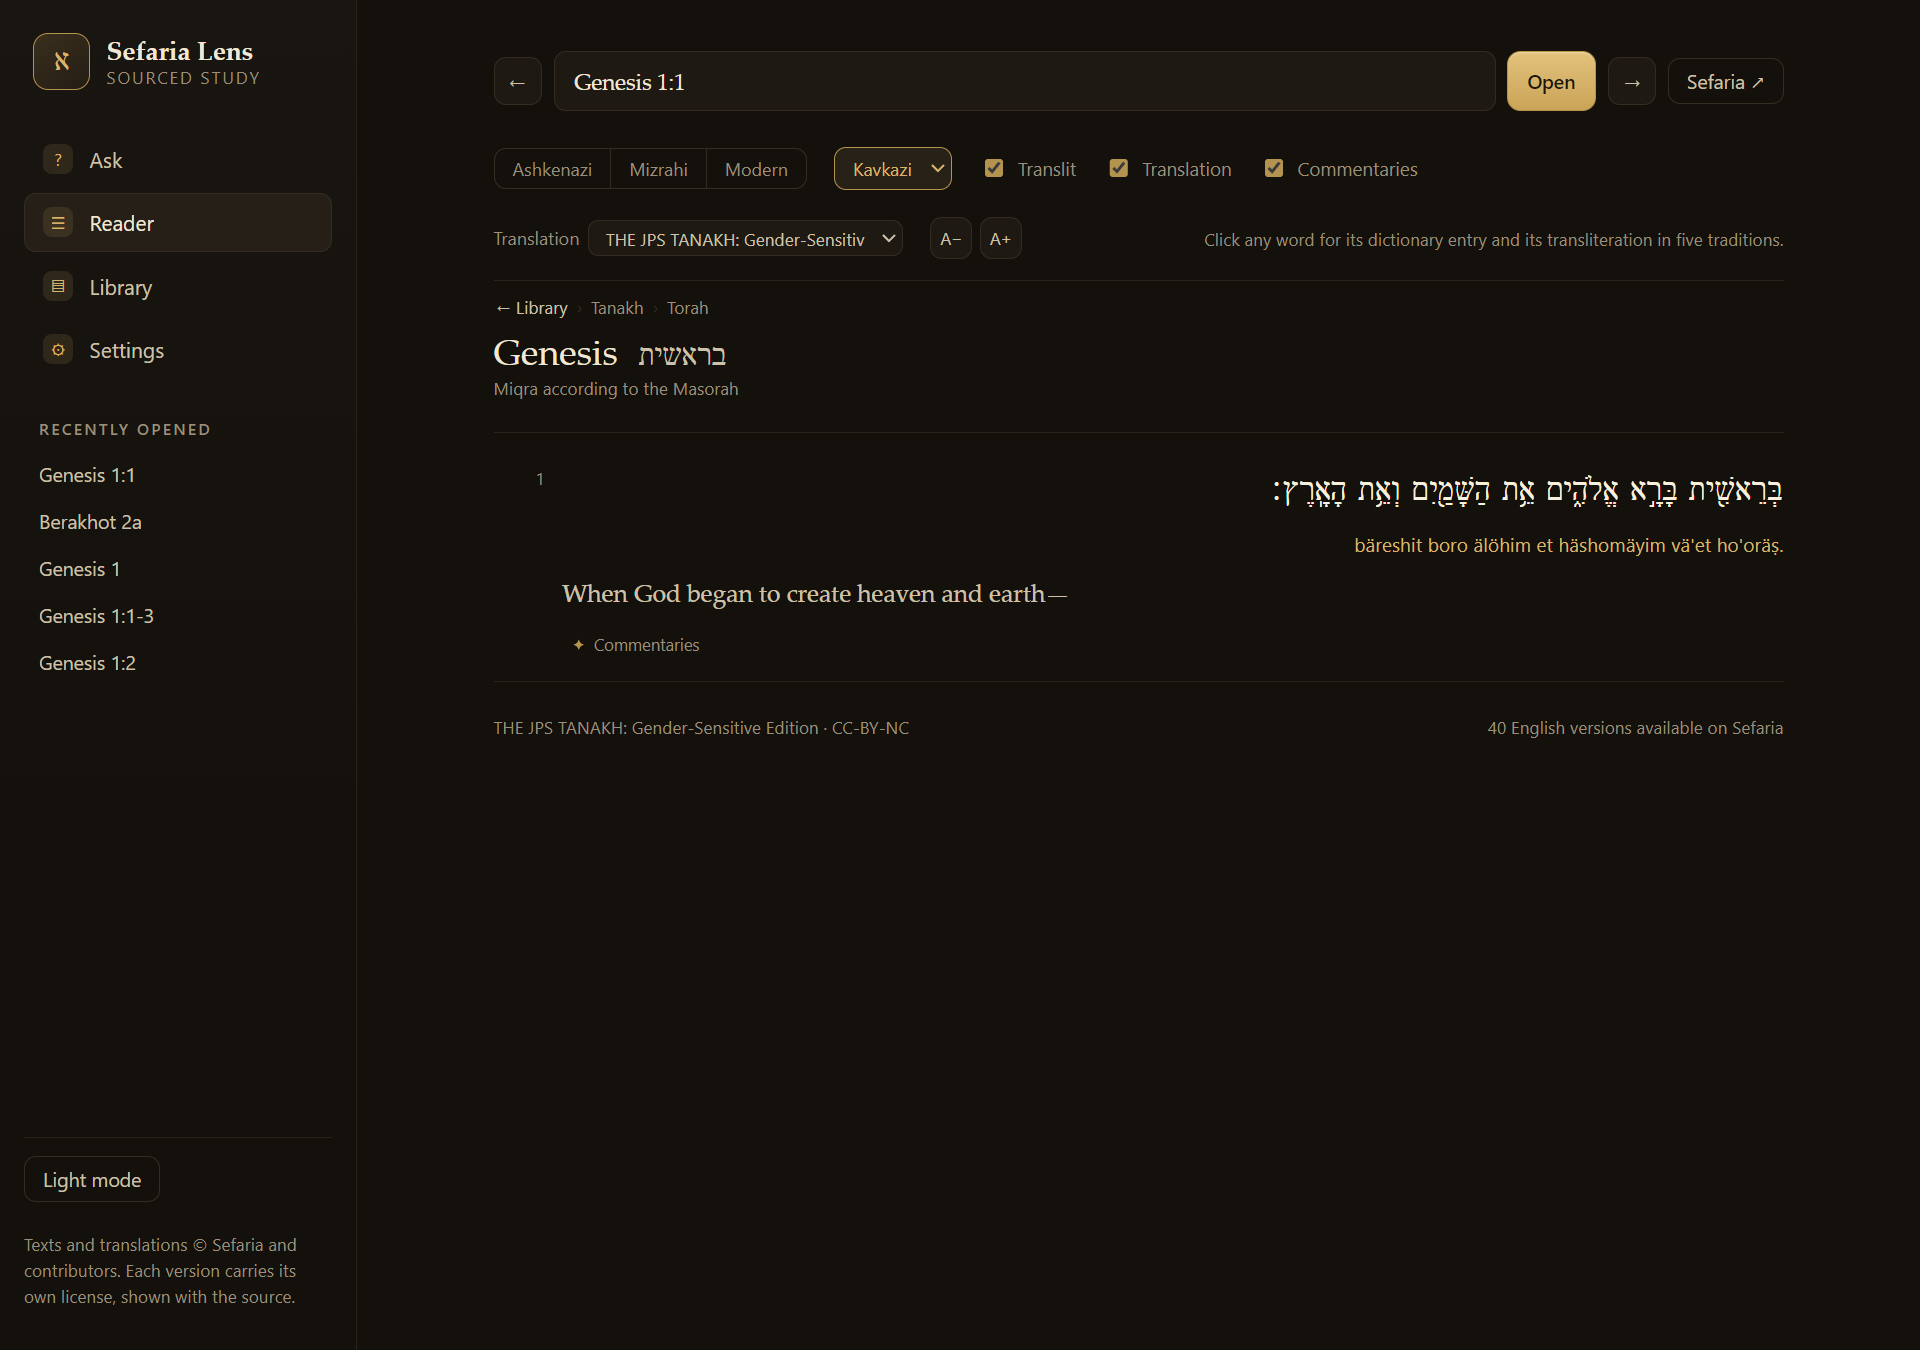 א
Sefaria Lens
SOURCED STUDY
? Ask
Reader
Library
Settings
RECENTLY OPENED
Genesis 1:1
Berakhot 2a
Genesis 1
Genesis 1:1-3
Genesis 1:2
Light mode
Texts and translations © Sefaria and
contributors. Each version carries its
own license, shown with the source.
← Genesis 1:1 Open → Sefaria ↗
Ashkenazi Mizrahi Modern Kavkazi Translit Translation Commentaries
Translation THE JPS TANAKH: Gender-Sensitiv A− A+ Click any word for its dictionary entry and its transliteration in five traditions.
← Library › Tanakh › Torah
Genesis בראשית
Miqra according to the Masorah
1 בְּרֵאשִׁ֖ית בָּרָ֣א אֱלֹהִ֑ים אֵ֥ת הַשָּׁמַ֖יִם וְאֵ֥ת הָאָֽרֶץ׃
bäreshit boro älöhim et häshomäyim vä'et ho'oräṣ.
When God began to create heaven and earth—
✦ Commentaries
THE JPS TANAKH: Gender-Sensitive Edition · CC-BY-NC 40 English versions available on Sefaria